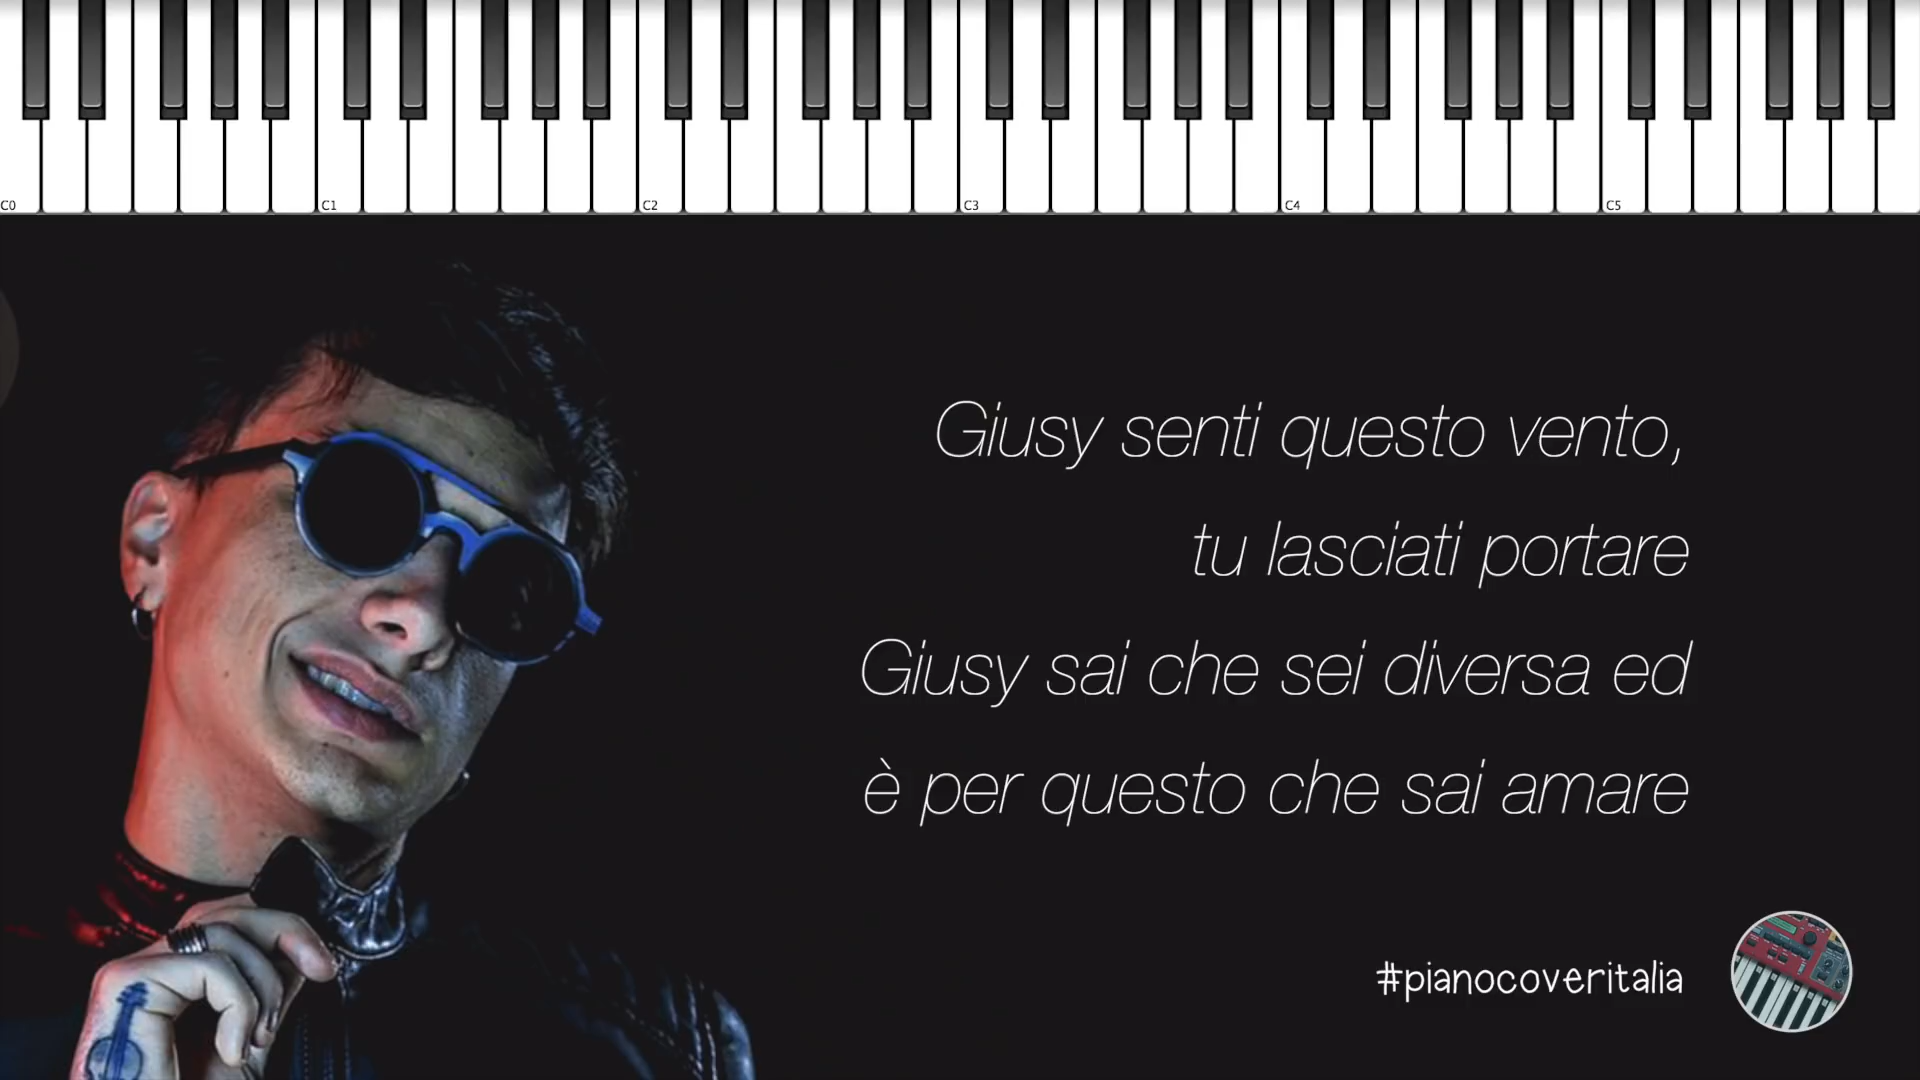 C0 C1 C2 C3 C4 C5
Giusy senti questo vento,
tu lasciati portare
Giusy sai che sei diversa ed
è per questo che sai amare
#pianocoveritalia